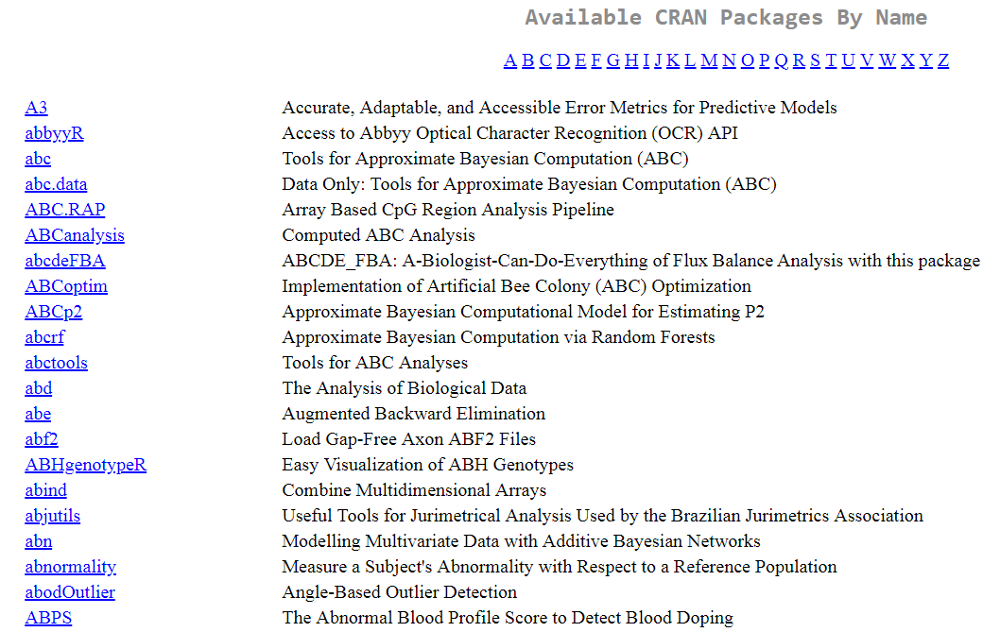 Available CRAN Packages By Name
A B C D E F G H I J K L M N O P Q R S T U V W X Y Z
A3 Accurate, Adaptable, and Accessible Error Metrics for Predictive Models
abbyyR Access to Abbyy Optical Character Recognition (OCR) API
abc Tools for Approximate Bayesian Computation (ABC)
abc.data Data Only: Tools for Approximate Bayesian Computation (ABC)
ABC.RAP Array Based CpG Region Analysis Pipeline
ABCanalysis Computed ABC Analysis
abcdeFBA ABCDE_FBA: A-Biologist-Can-Do-Everything of Flux Balance Analysis with this package
ABCoptim Implementation of Artificial Bee Colony (ABC) Optimization
ABCp2 Approximate Bayesian Computational Model for Estimating P2
abcrf Approximate Bayesian Computation via Random Forests
abctools Tools for ABC Analyses
abd The Analysis of Biological Data
abe Augmented Backward Elimination
abf2 Load Gap-Free Axon ABF2 Files
ABHgenotypeR Easy Visualization of ABH Genotypes
abind Combine Multidimensional Arrays
abjutils Useful Tools for Jurimetrical Analysis Used by the Brazilian Jurimetrics Association
abn Modelling Multivariate Data with Additive Bayesian Networks
abnormality Measure a Subject's Abnormality with Respect to a Reference Population
abodOutlier Angle-Based Outlier Detection
ABPS The Abnormal Blood Profile Score to Detect Blood Doping